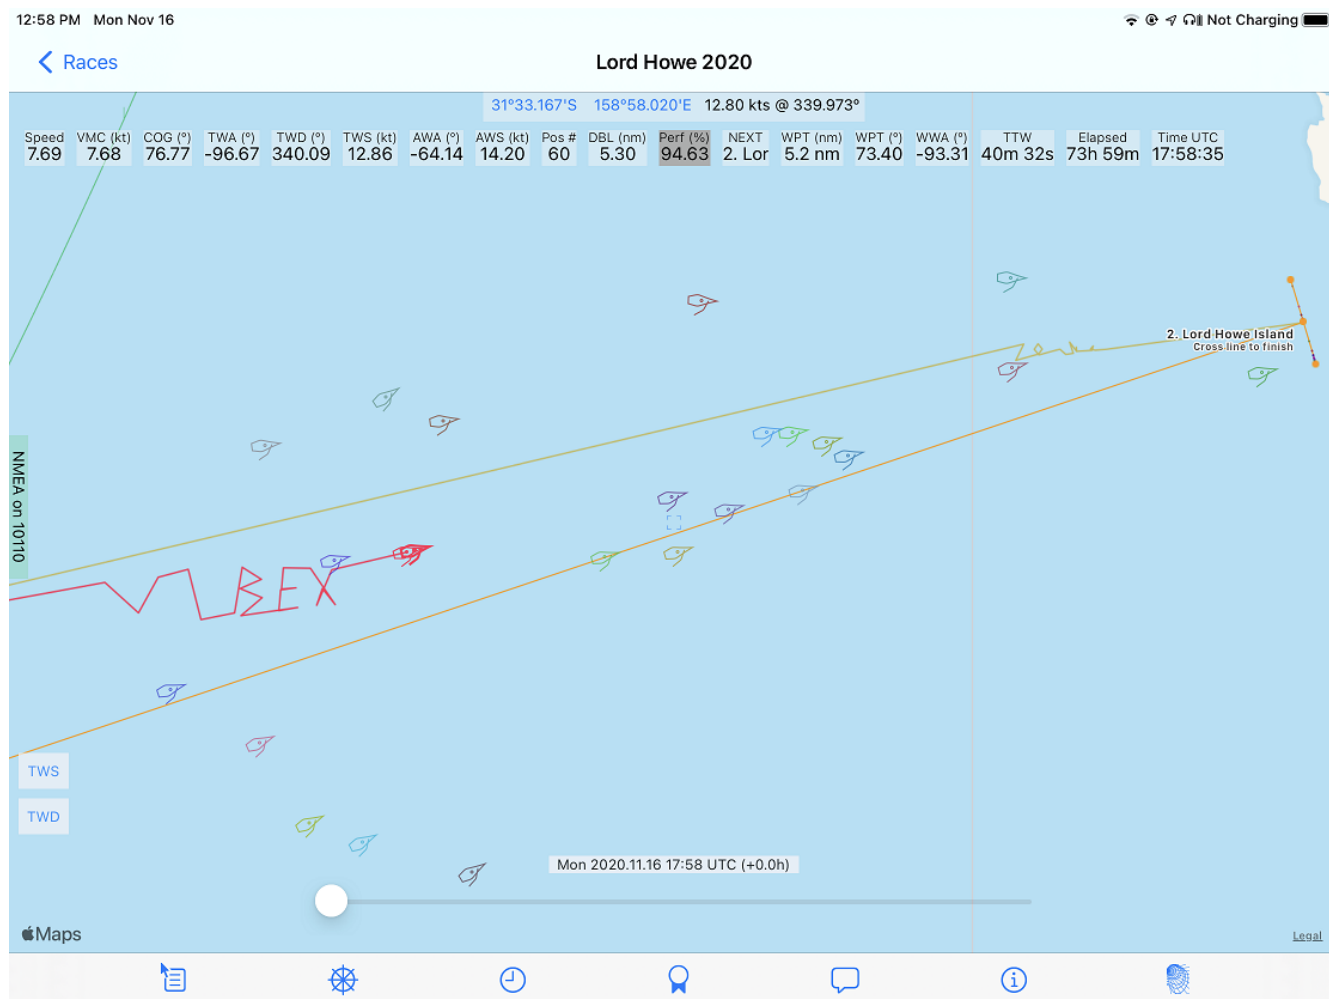 12:58 PM Mon Nov 16
Not Charging
Races
Lord Howe 2020
31°33.167'S 158°58.020'E 12.80 kts @ 339.973°
Speed VMC (kt) COG (°) TWA (°) TWD (°) TWS (kt) AWA (°) AWS (kt) Pos # DBL (nm) Perf (%) NEXT WPT (nm) WPT (°) WWA (°) TTW Elapsed Time UTC
7.69 7.68 76.77 -96.67 340.09 12.86 -64.14 14.20 60 5.30 94.63 2. Lor 5.2 nm 73.40 -93.31 40m 32s 73h 59m 17:58:35
2. Lord Howe Island
Cross line to finish
NMEA on 10110
BEX
TWS
TWD
Mon 2020.11.16 17:58 UTC (+0.0h)
Maps
Legal